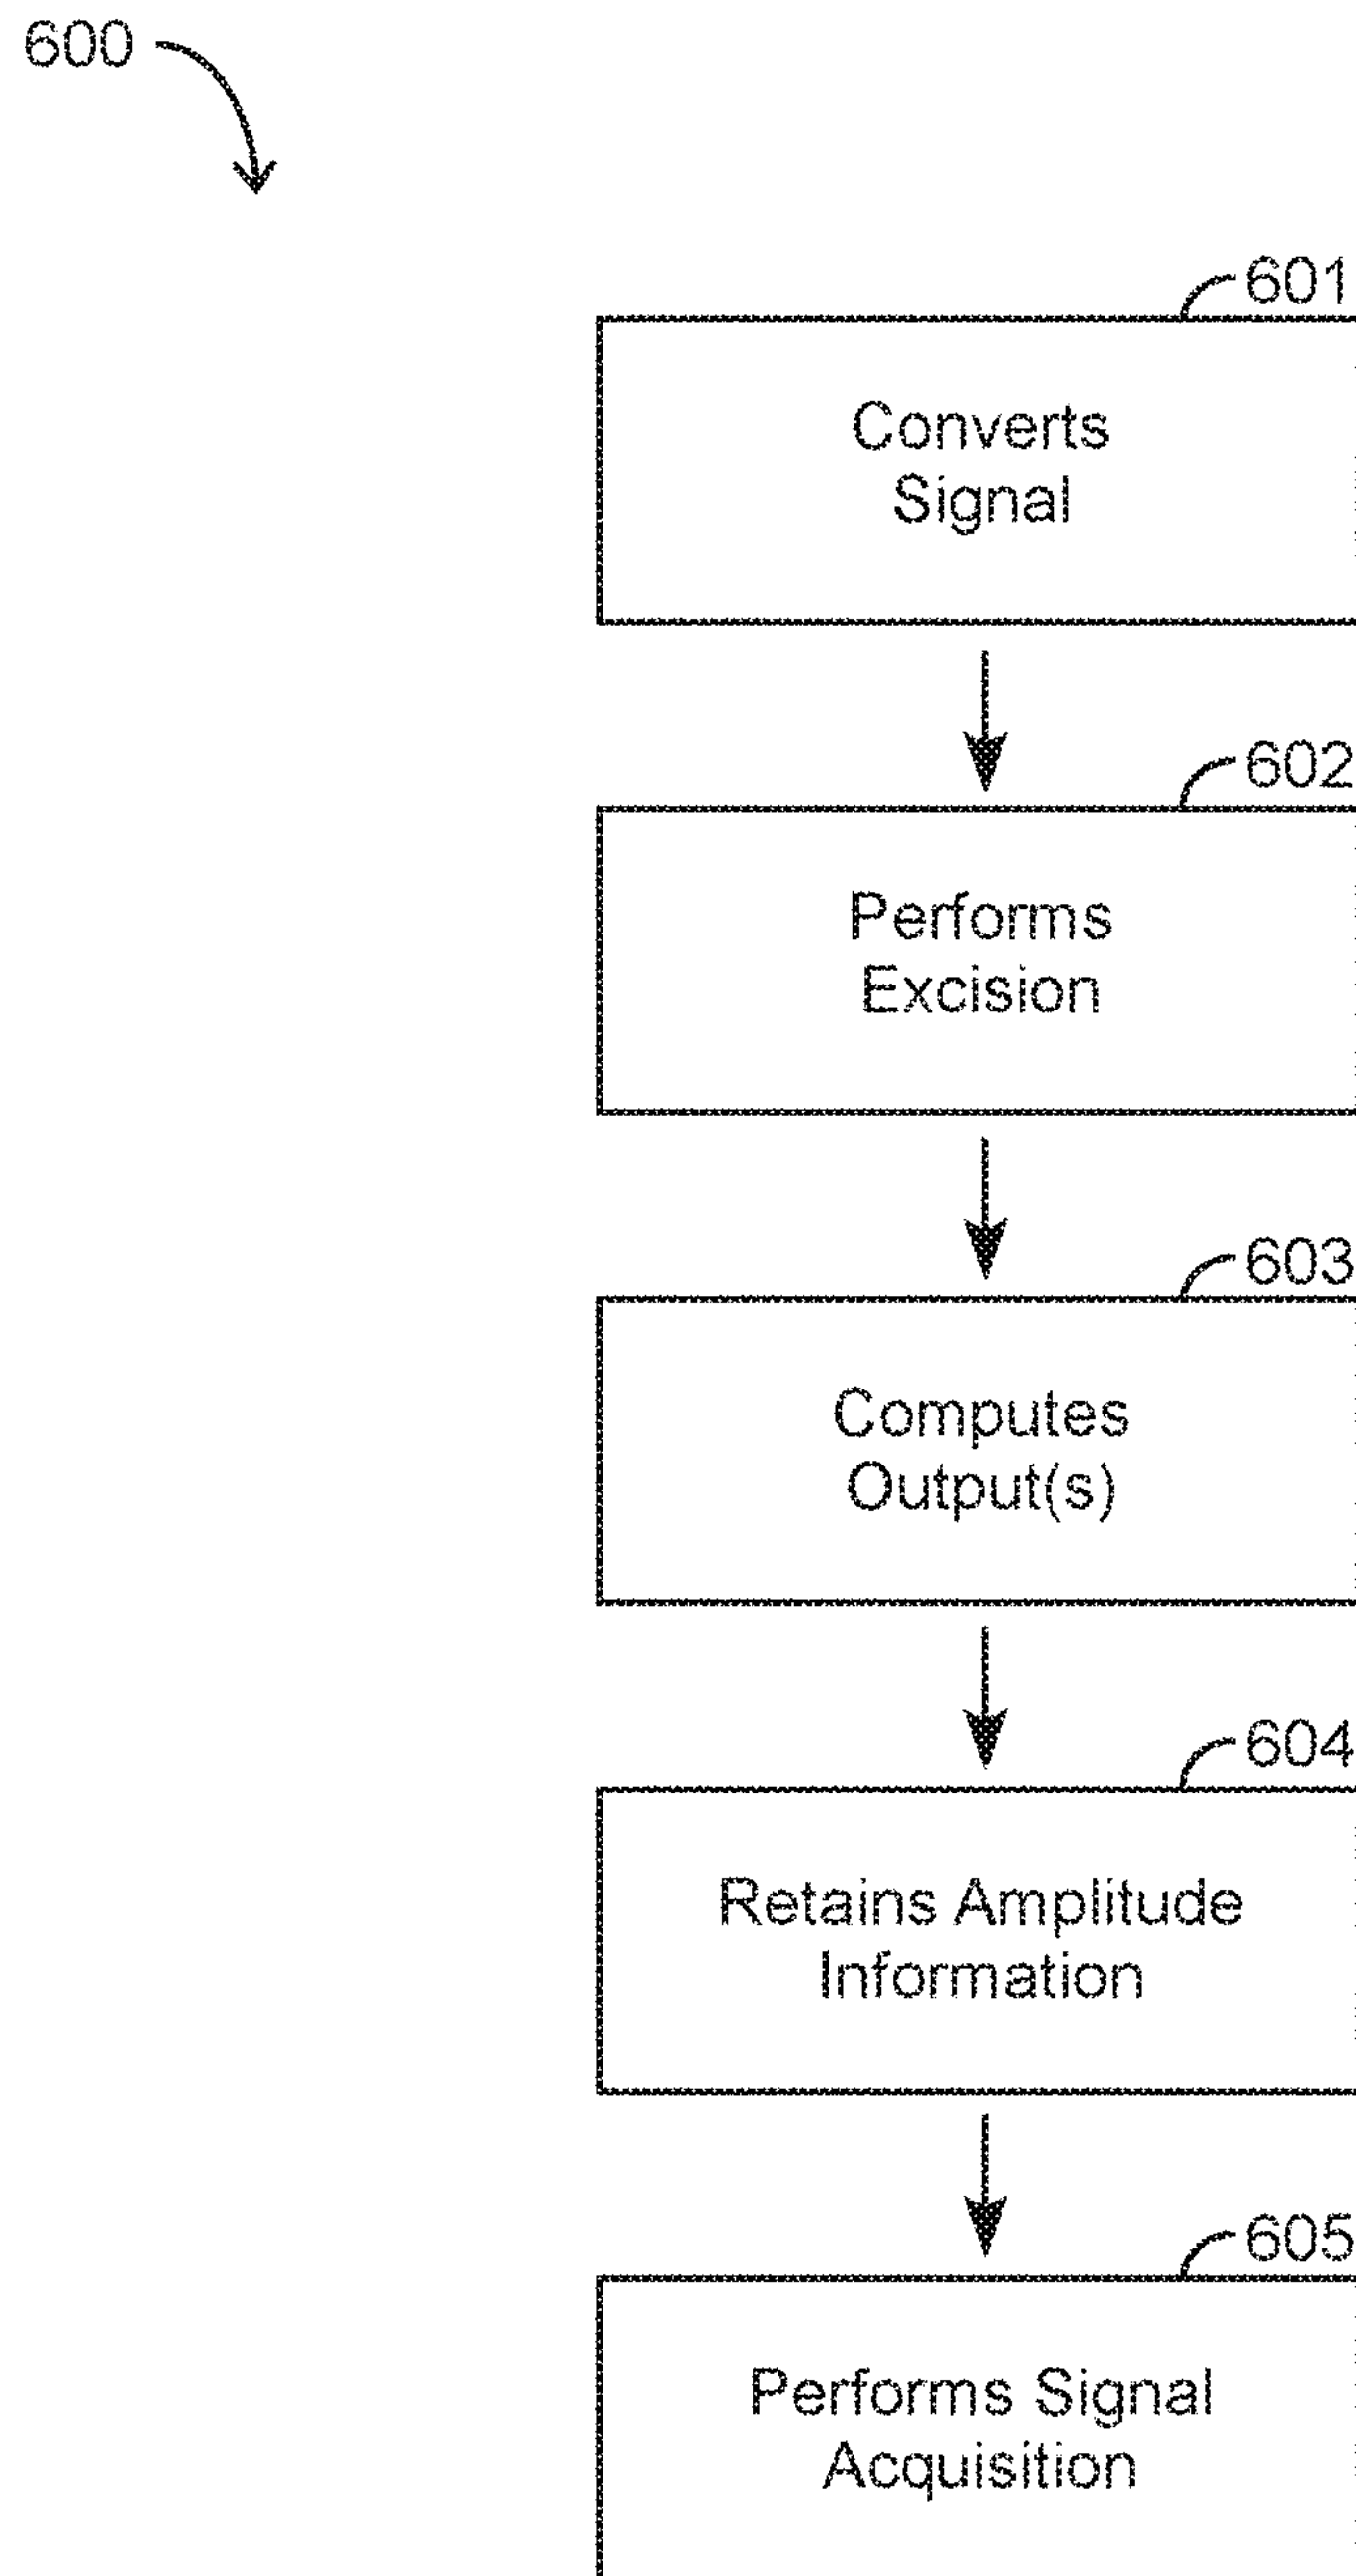 600
601
Converts
Signal
602
Performs
Excision
603
Computes
Output(s)
604
Retains Amplitude
Information
605
Performs Signal
Acquisition